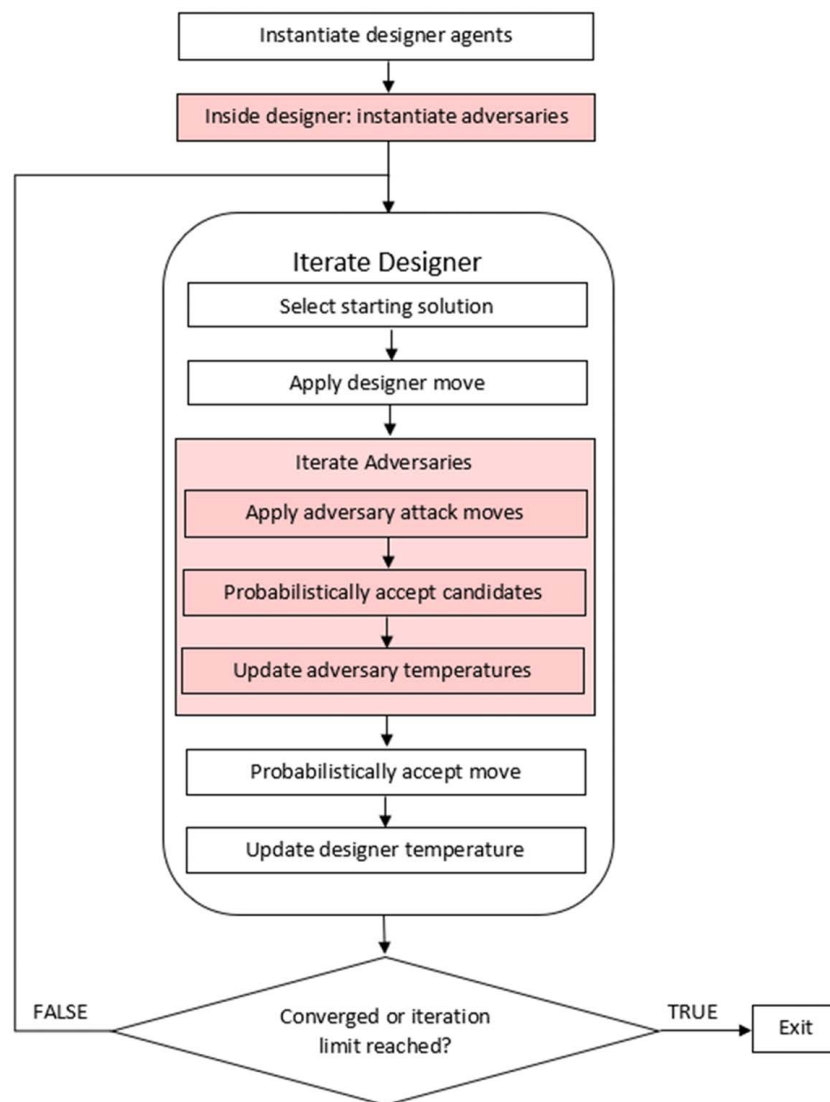 Instantiate designer agents
Inside designer: instantiate adversaries
Iterate Designer
Select starting solution
Apply designer move
Iterate Adversaries
Apply adversary attack moves
Probabilistically accept candidates
Update adversary temperatures
Probabilistically accept move
Update designer temperature
FALSE
Converged or iteration
limit reached?
TRUE
Exit